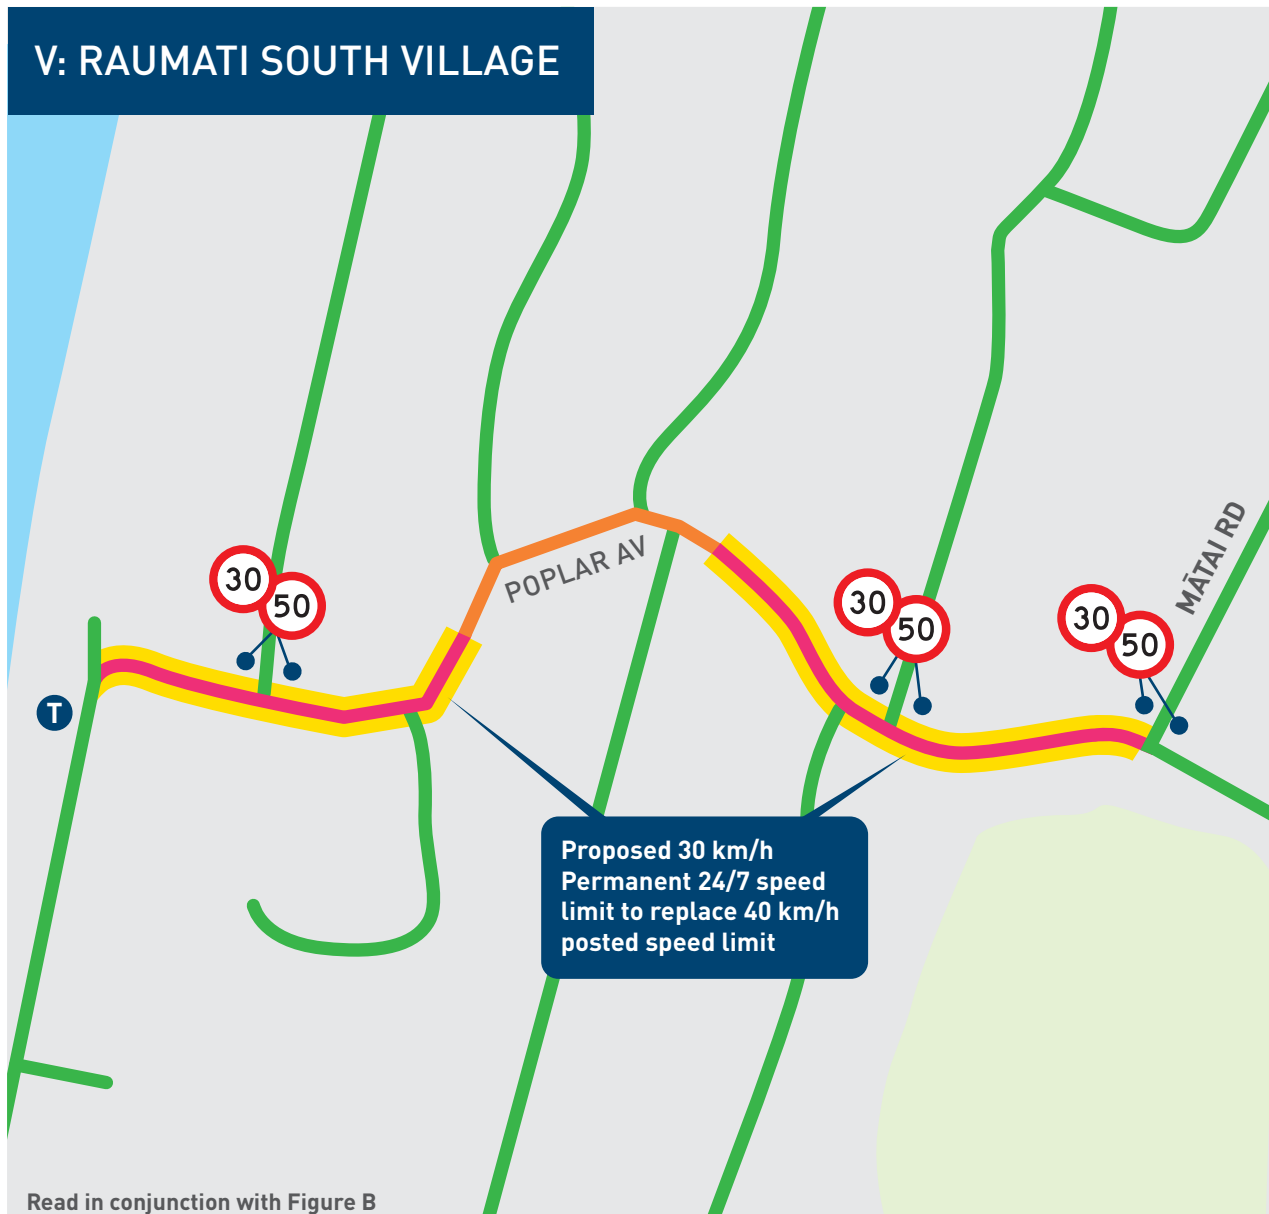 V: RAUMATI SOUTH VILLAGE
MĀTAI RD
POPLAR AV
30
50
30
50
30
50
T
Proposed 30 km/h
Permanent 24/7 speed
limit to replace 40 km/h
posted speed limit
Read in conjunction with Figure B